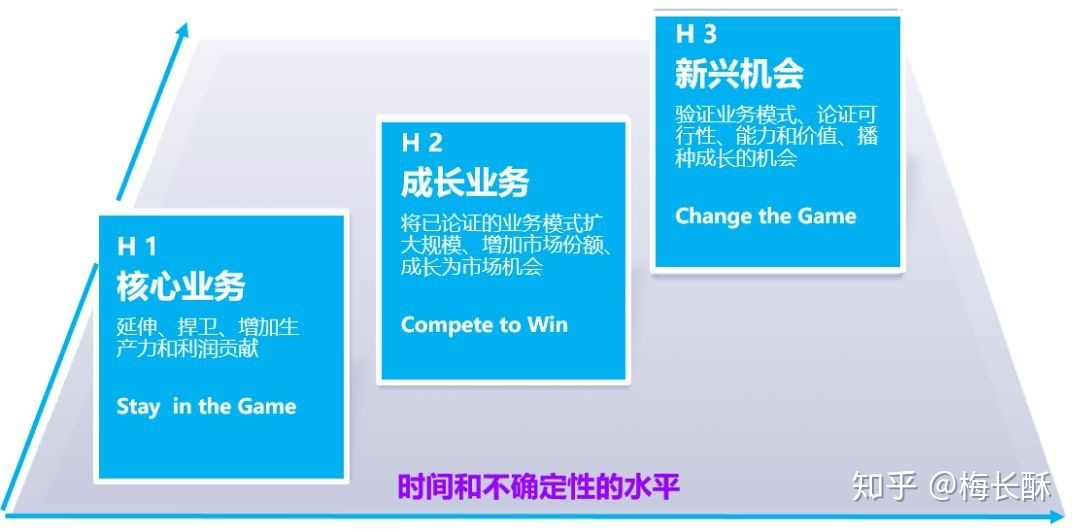 H 1
核心业务
延伸、捍卫、增加生
产力和利润贡献
Stay in the Game
H 2
成长业务
将已论证的业务模式扩
大规模、增加市场份额、
成长为市场机会
Compete to Win
H 3
新兴机会
验证业务模式、论证可
行性、能力和价值、播
种成长的机会
Change the Game
时间和不确定性的水平
知乎 @梅长酥